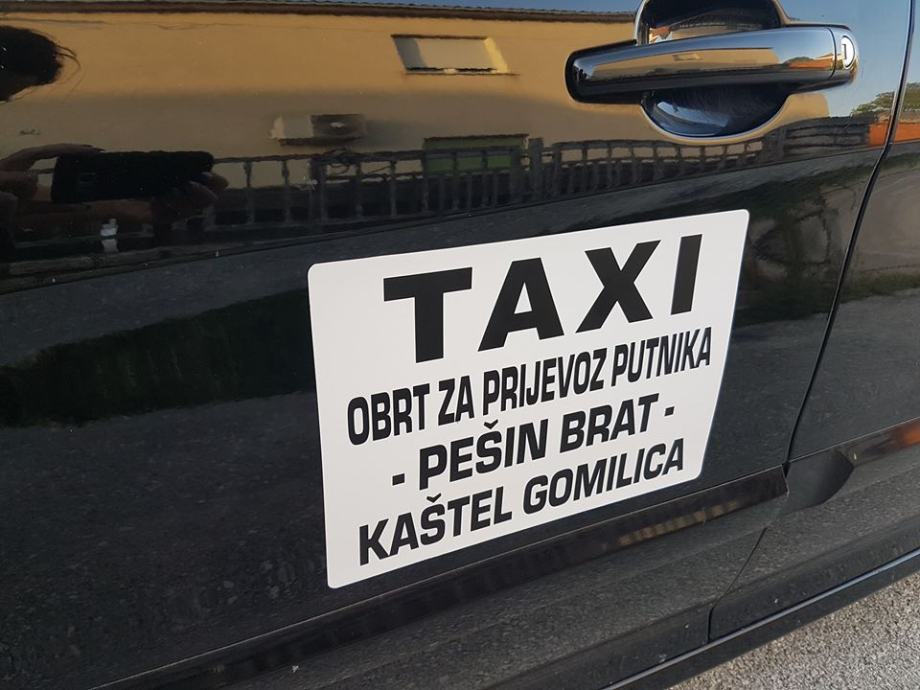 TAXI
OBRT ZA PRIJEVOZ PUTNIKA
- PEŠIN BRAT -
KAŠTEL GOMILICA